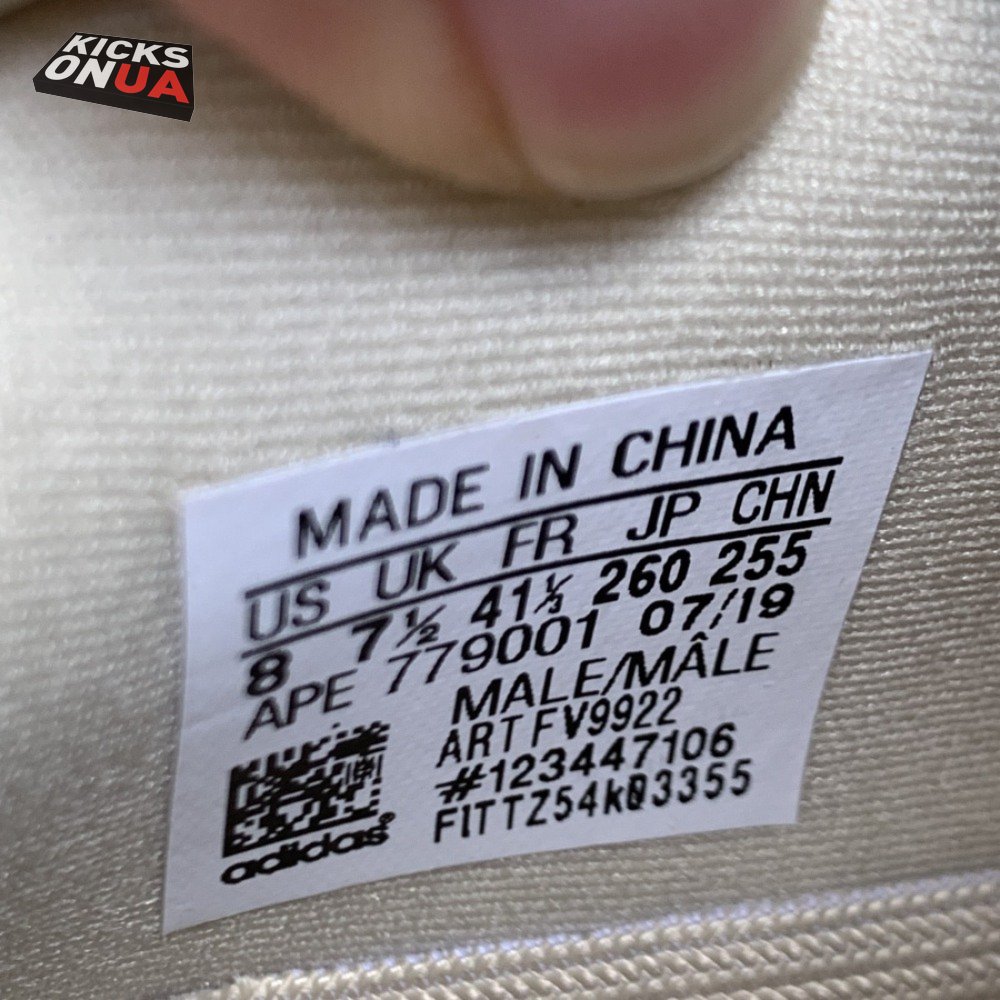 KICKS
ONUA
MADE IN CHINA
US UK FR JP CHN
8 7½ 41⅓ 260 255
APE 779001 07/19
MALE/MÂLE
ART FV9922
#123447106
F1TTZ54k03355
adidas®